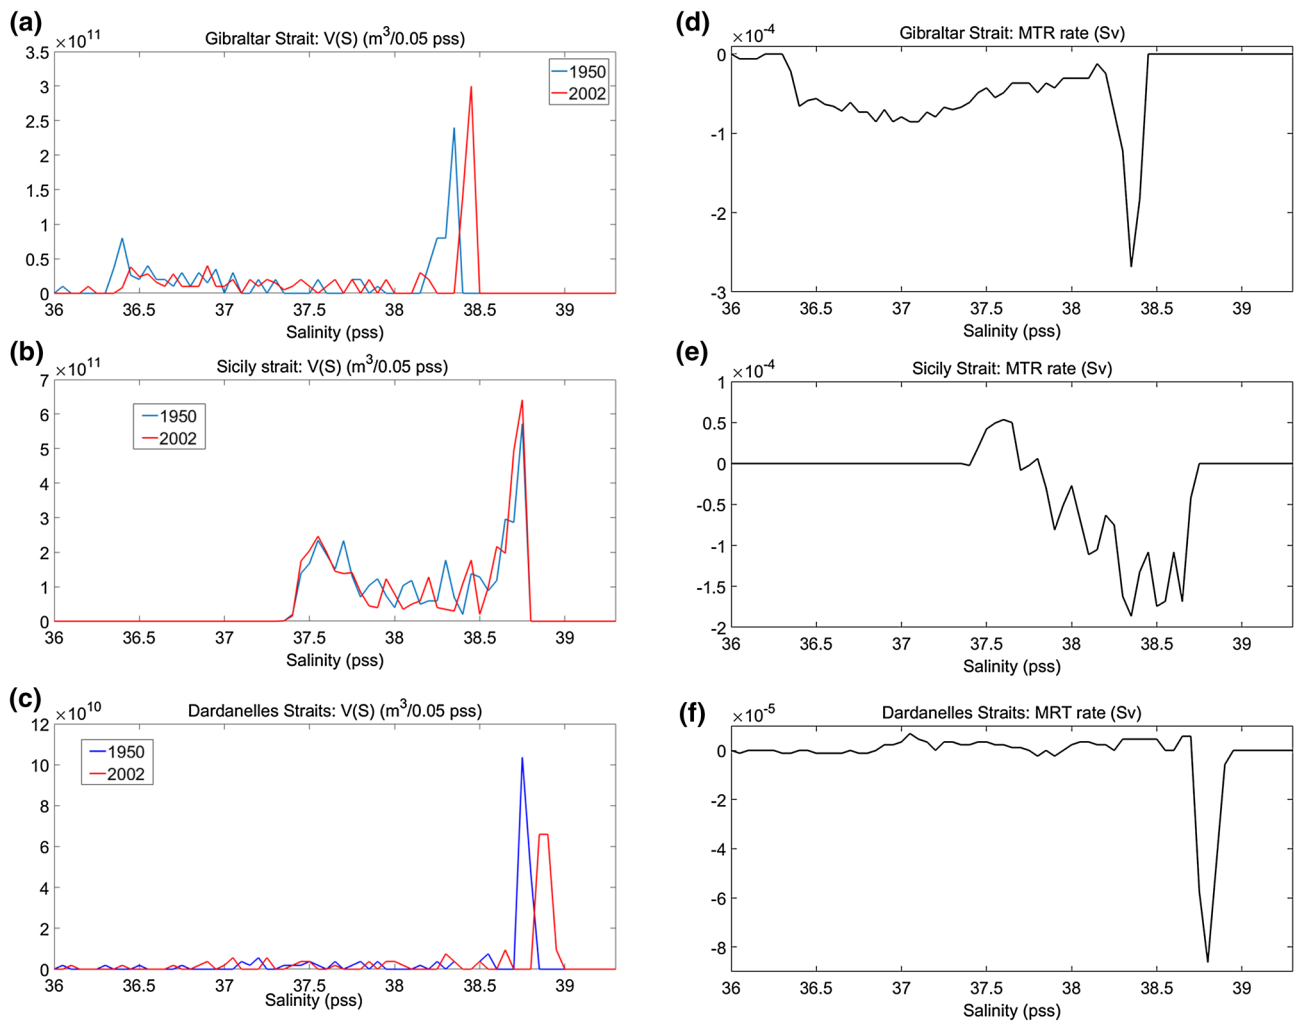 (a)
Gibraltar Strait: V(S) (m3/0.05 pss)
×10^11
3.5
3
2.5
2
1.5
1
0.5
0
1950
2002
36 36.5 37 37.5 38 38.5 39
Salinity (pss)
(d)
Gibraltar Strait: MTR rate (Sv)
×10^-4
0
-1
-2
-3
36 36.5 37 37.5 38 38.5 39
Salinity (pss)
(b)
Sicily strait: V(S) (m3/0.05 pss)
×10^11
7
6
5
4
3
2
1
0
1950
2002
36 36.5 37 37.5 38 38.5 39
Salinity (pss)
(e)
Sicily Strait: MTR rate (Sv)
×10^-4
1
0.5
0
-0.5
-1
-1.5
-2
36 36.5 37 37.5 38 38.5 39
Salinity (pss)
(c)
Dardanelles Straits: V(S) (m3/0.05 pss)
×10^10
12
10
8
6
4
2
0
1950
2002
36 36.5 37 37.5 38 38.5 39
Salinity (pss)
(f)
Dardanelles Straits: MRT rate (Sv)
×10^-5
0
-2
-4
-6
-8
36 36.5 37 37.5 38 38.5 39
Salinity (pss)